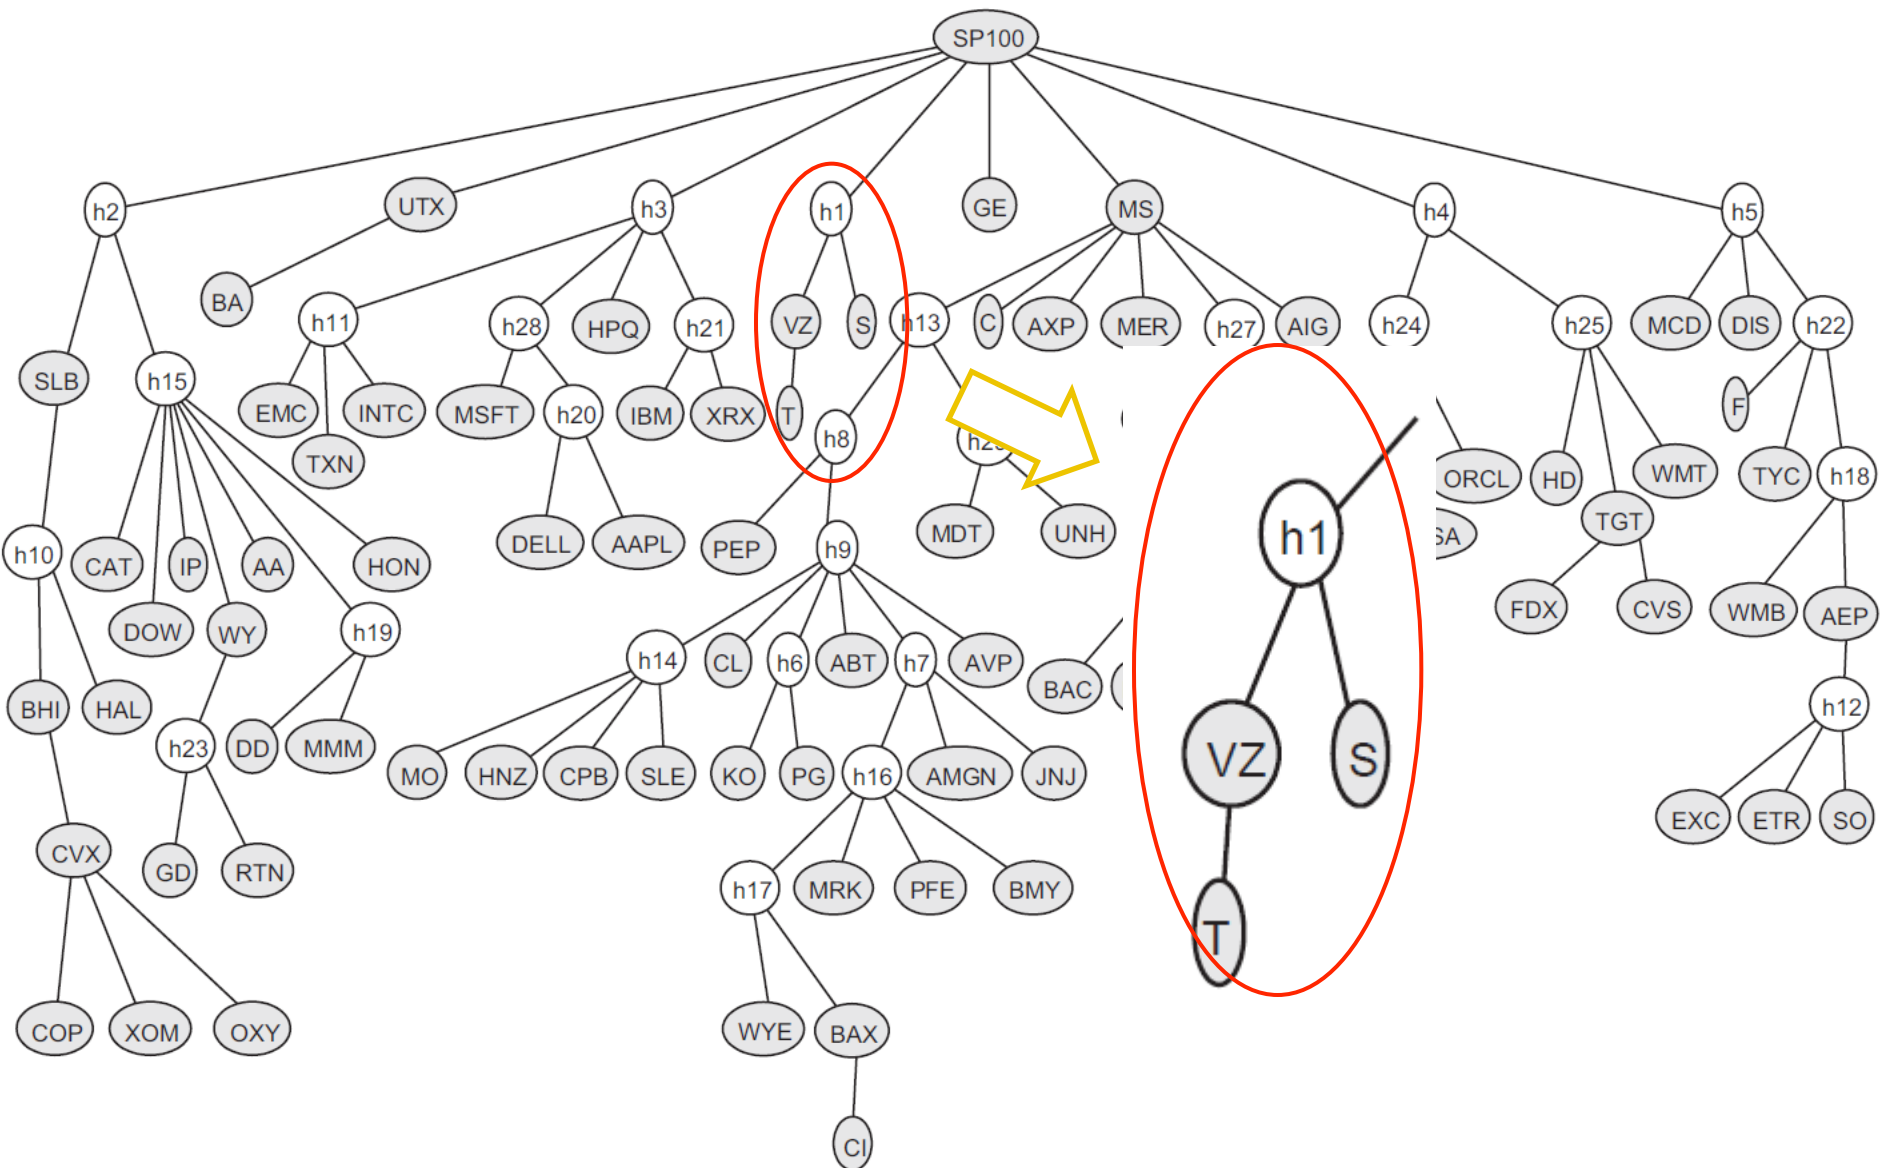 SP100
h2
UTX
h3
h1
GE
MS
h4
h5
BA
h11
h28
HPQ
h21
VZ
S
h13
C
AXP
MER
h27
AIG
h24
h25
MCD
DIS
h22
SLB
h15
EMC
INTC
MSFT
h20
IBM
XRX
T
h8
F
TXN
ORCL
HD
WMT
TYC
h18
TGT
h10
CAT
IP
AA
HON
DELL
AAPL
PEP
h9
MDT
UNH
SA
h1
DOW
WY
h19
FDX
CVS
WMB
AEP
h14
CL
h6
ABT
h7
AVP
BAC
BHI
HAL
h12
h23
DD
MMM
MO
HNZ
CPB
SLE
KO
PG
h16
AMGN
JNJ
VZ
S
EXC
ETR
SO
CVX
GD
RTN
h17
MRK
PFE
BMY
T
COP
XOM
OXY
WYE
BAX
CI